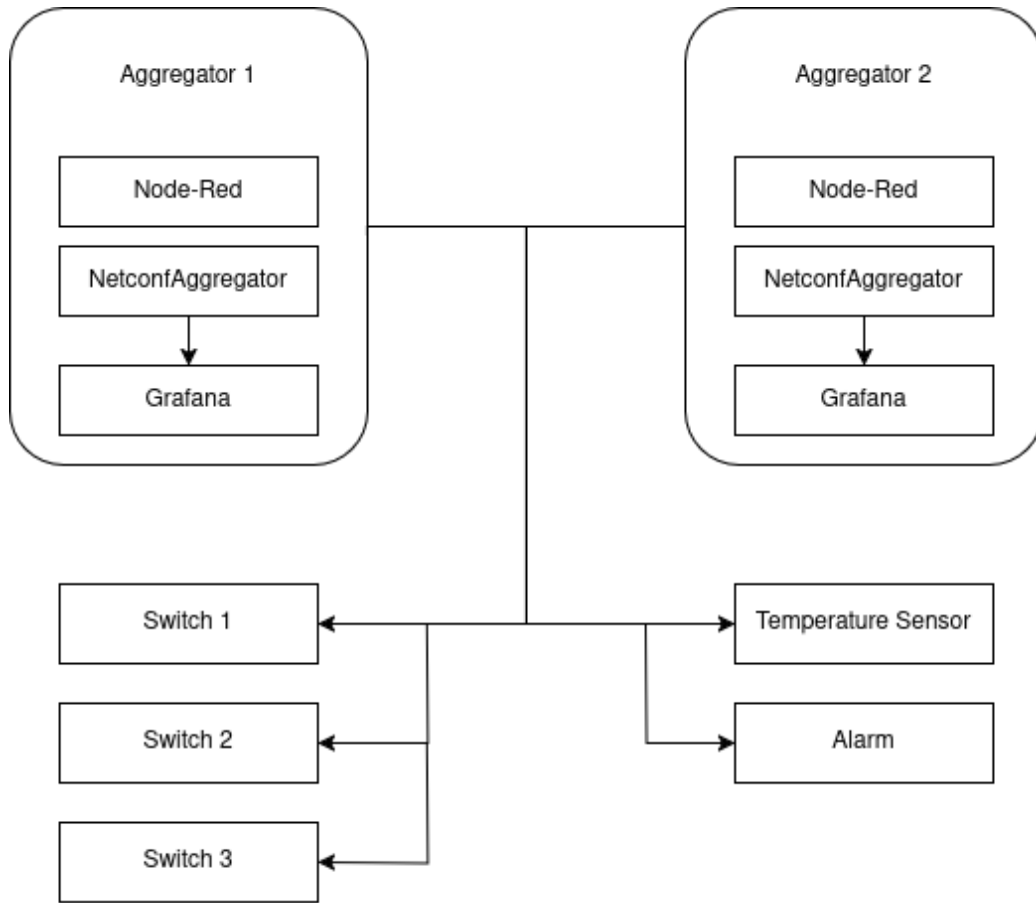 Aggregator 1
Node-Red
NetconfAggregator
Grafana
Aggregator 2
Node-Red
NetconfAggregator
Grafana
Switch 1
Switch 2
Switch 3
Temperature Sensor
Alarm